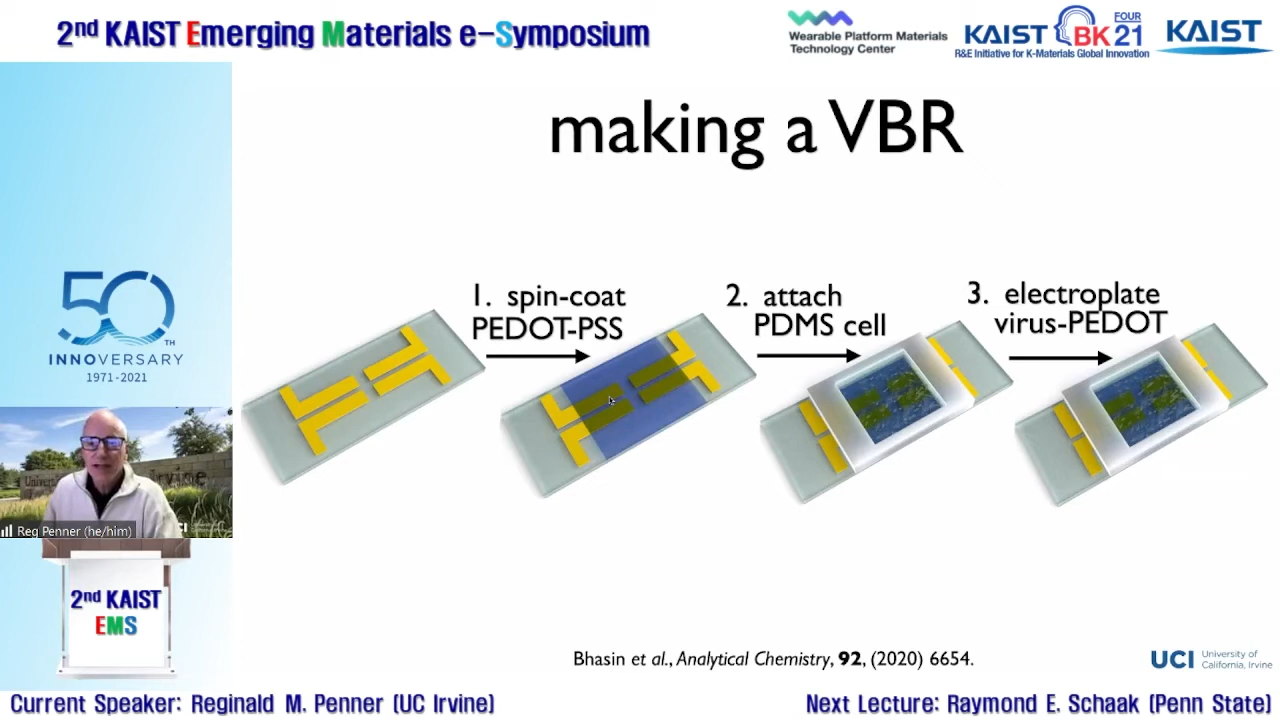 2nd KAIST Emerging Materials e-Symposium
Wearable Platform Materials
Technology Center
KAIST BK21 FOUR
R&E Initiative for K-Materials Global Innovation
KAIST
making a VBR
50TH
INNOVERSARY
1971-2021
1. spin-coat
PEDOT-PSS
2. attach
PDMS cell
3. electroplate
virus-PEDOT
Reg Penner (he/him)
UCI
2nd KAIST
EMS
Bhasin et al., Analytical Chemistry, 92, (2020) 6654.
UCI University of
California, Irvine
Current Speaker: Reginald M. Penner (UC Irvine)
Next Lecture: Raymond E. Schaak (Penn State)